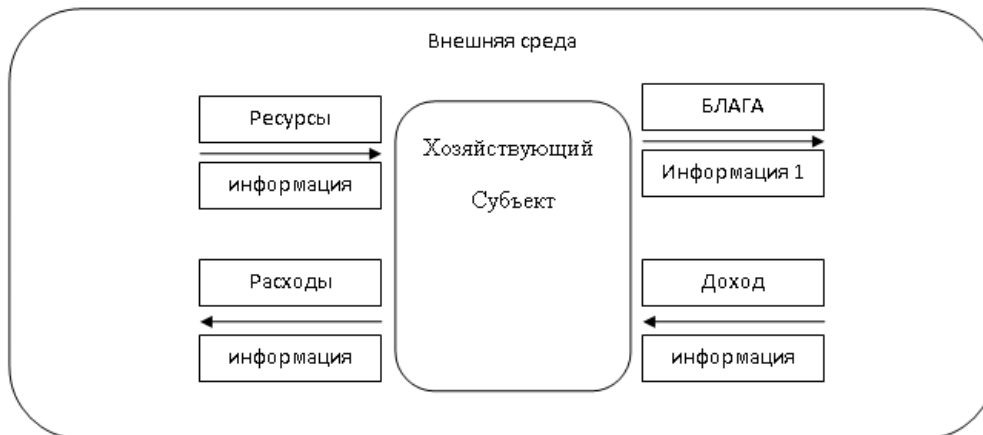 Внешняя среда
Ресурсы
информация
Хозяйствующий
Субъект
БЛАГА
Информация 1
Расходы
информация
Доход
информация